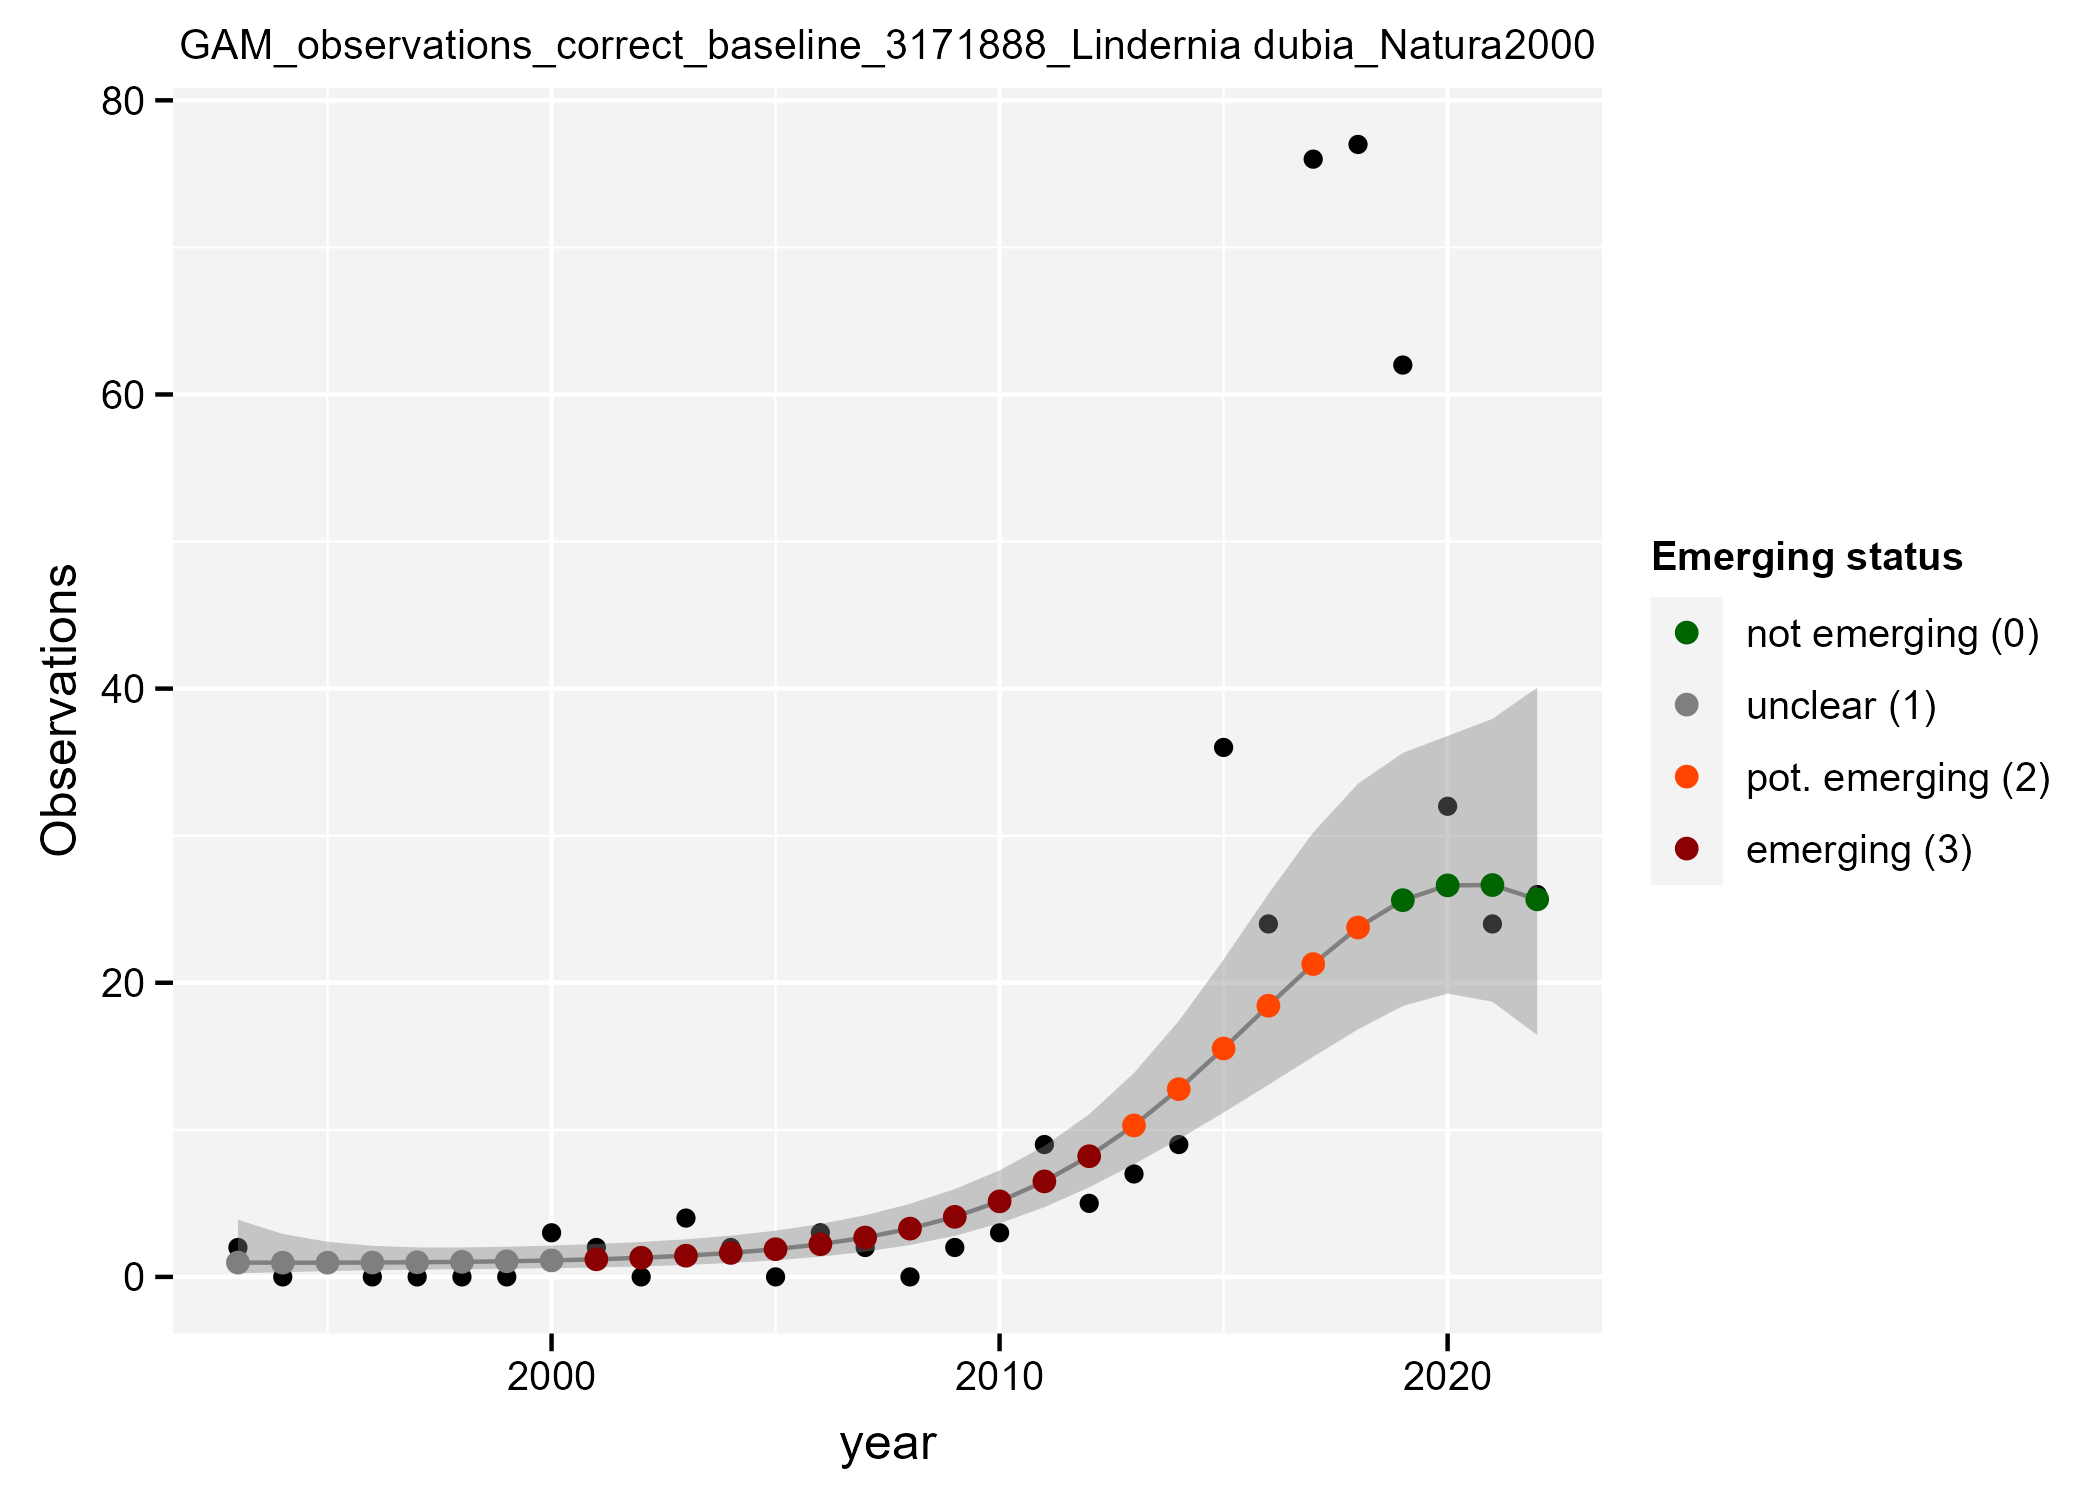 GAM_observations_correct_baseline_3171888_Lindernia dubia_Natura2000
80
60
40
20
0
Observations
2000
2010
2020
year
Emerging status
not emerging (0)
unclear (1)
pot. emerging (2)
emerging (3)